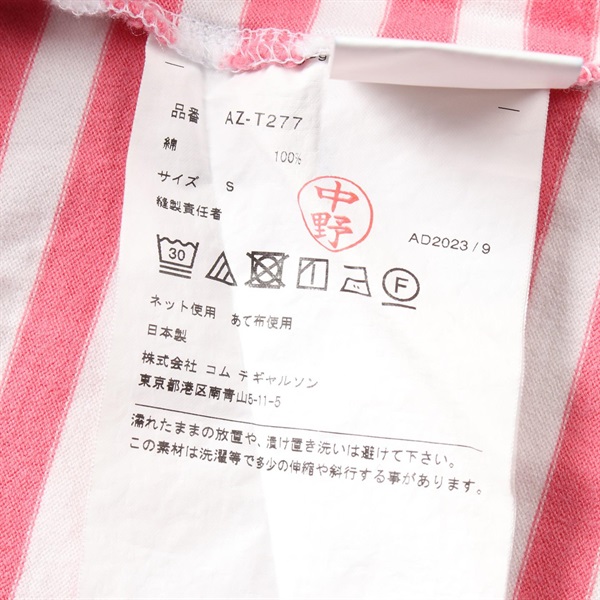 品番 AZ-T277
綿 100%
サイズ S
縫製責任者 中野
AD2023/9
30 F
ネット使用 あて布使用
日本製
株式会社 コム デギャルソン
東京都港区南青山5-11-5
濡れたままの放置や、漬け置き洗いは避けて下さい。
この素材は洗濯等で多少の伸縮や斜行する事があります。